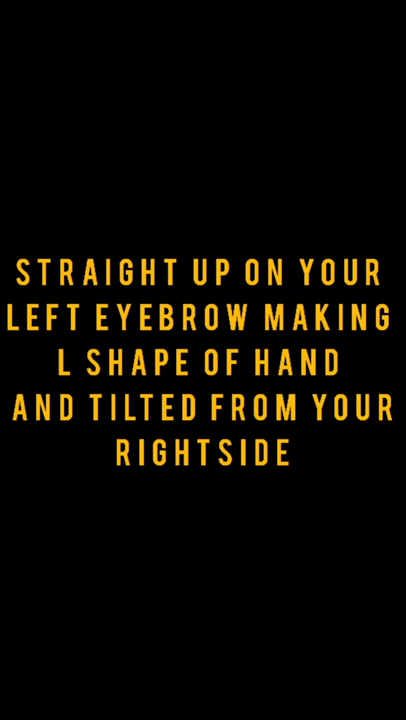 STRAIGHT UP ON YOUR
LEFT EYEBROW MAKING
L SHAPE OF HAND
AND TILTED FROM YOUR
RIGHTSIDE